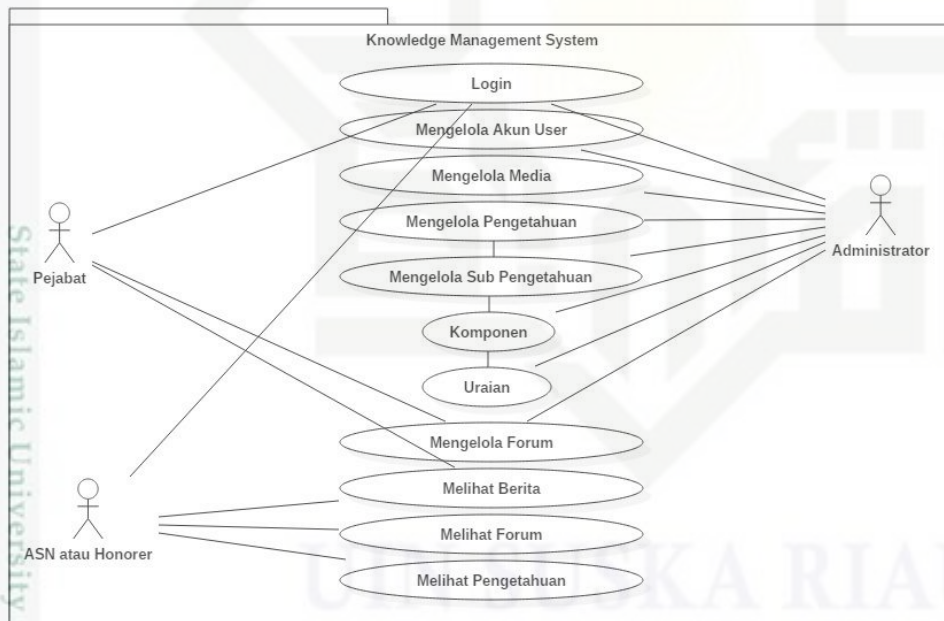 Knowledge Management System
Login
Mengelola Akun User
Mengelola Media
Mengelola Pengetahuan
Mengelola Sub Pengetahuan
Komponen
Uraian
Mengelola Forum
Melihat Berita
Melihat Forum
Melihat Pengetahuan
Pejabat
ASN atau Honorer
Administrator
State Islamic University
UIN SUSKA RIAU